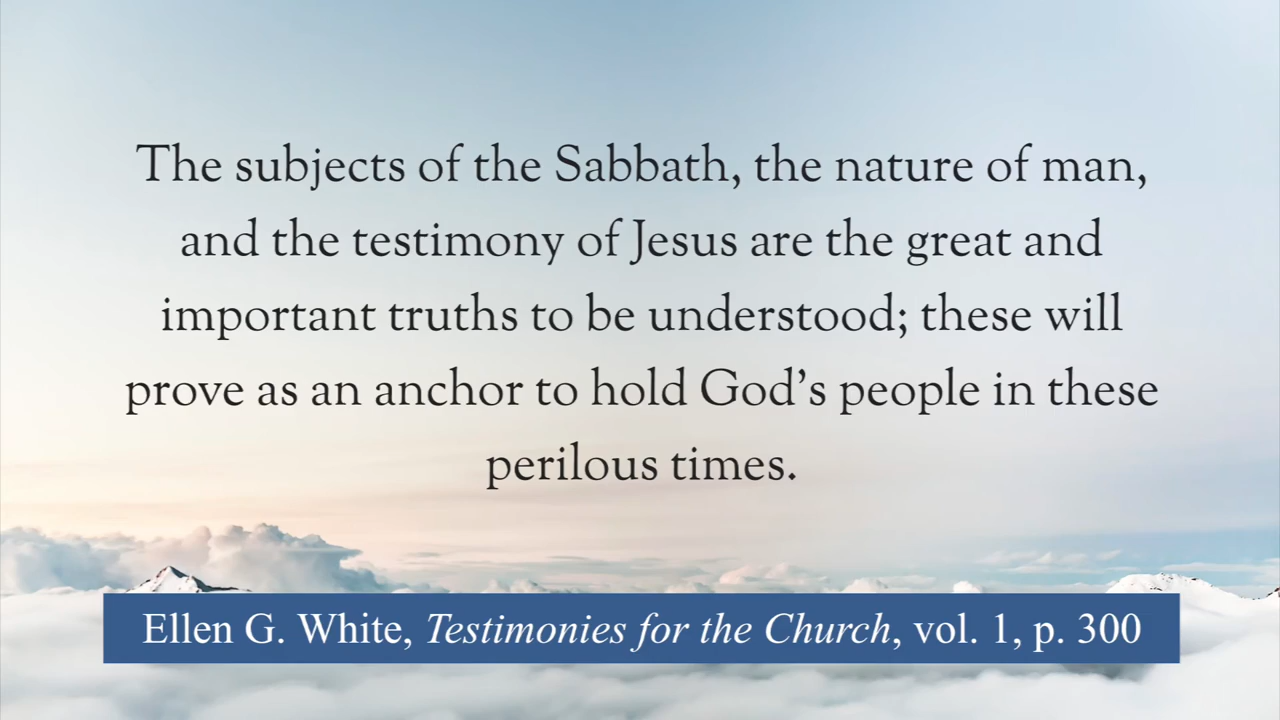 The subjects of the Sabbath, the nature of man,
and the testimony of Jesus are the great and
important truths to be understood; these will
prove as an anchor to hold God’s people in these
perilous times.
Ellen G. White, Testimonies for the Church, vol. 1, p. 300